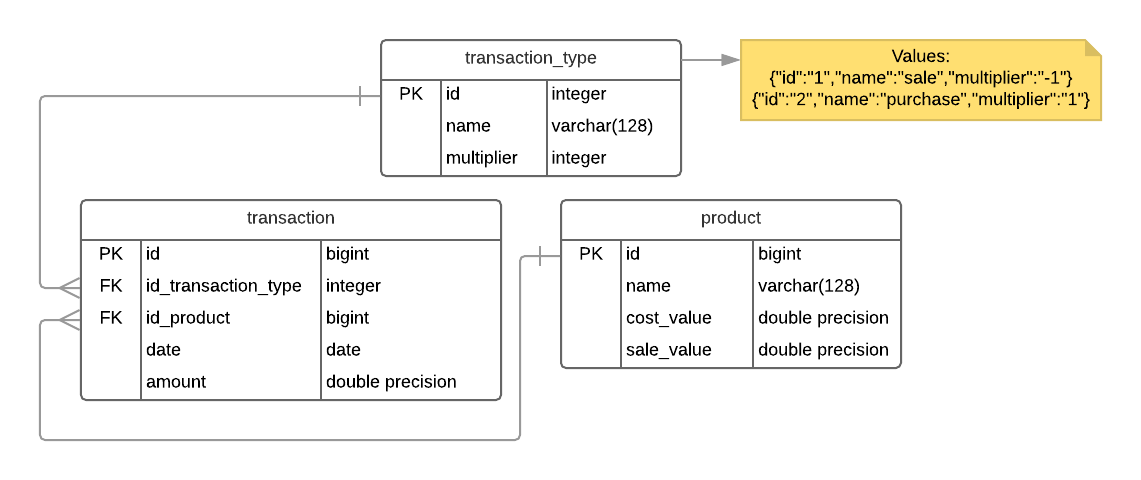 transaction_type
PK id integer
name varchar(128)
multiplier integer
Values:
{"id":"1","name":"sale","multiplier":"-1"}
{"id":"2","name":"purchase","multiplier":"1"}
transaction
PK id bigint
FK id_transaction_type integer
FK id_product bigint
date date
amount double precision
product
PK id bigint
name varchar(128)
cost_value double precision
sale_value double precision